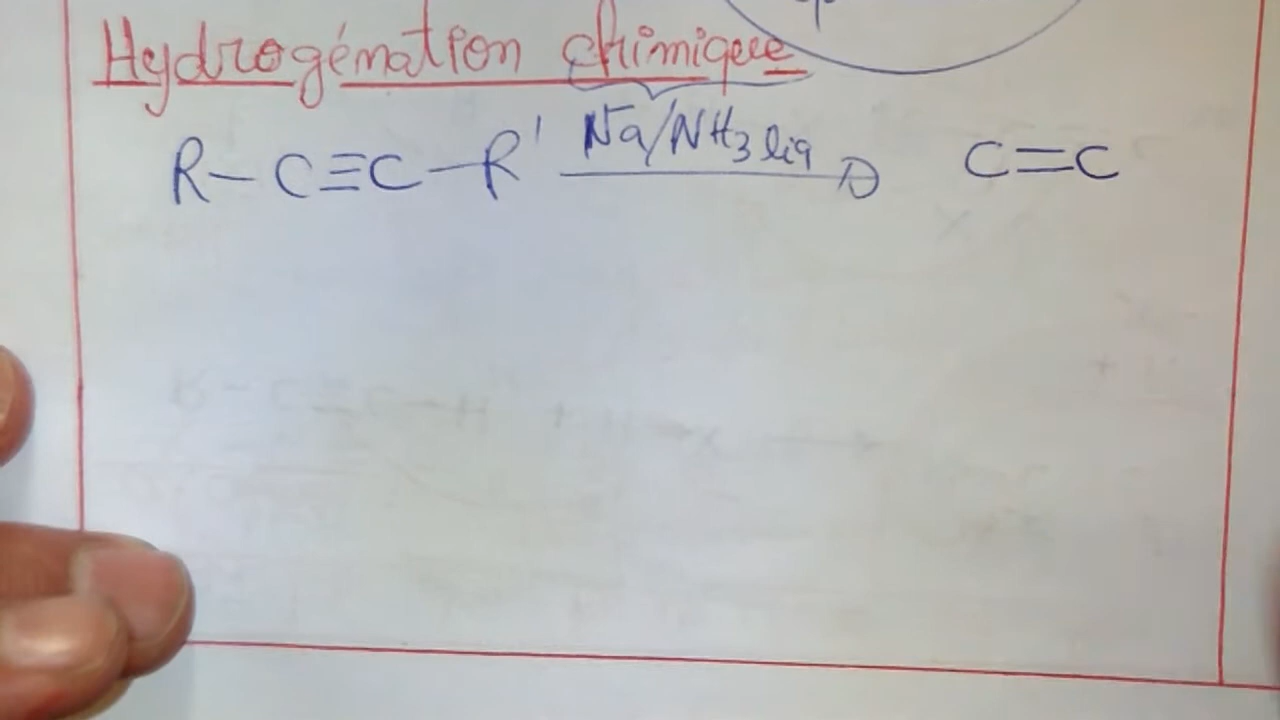 Hydrogénation chimique
R-C≡C-R' Na/NH3 liq → C=C